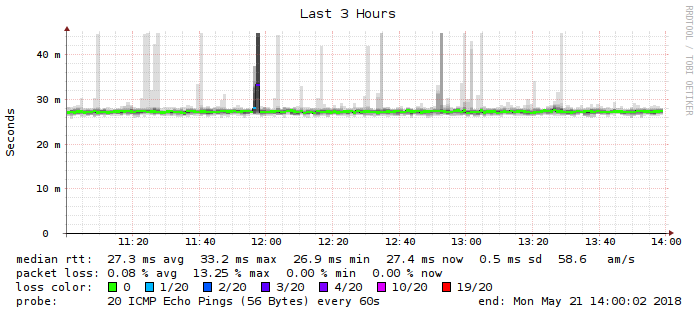 Last 3 Hours
RRDTOOL / TOBI OETIKER
Seconds
40 m
30 m
20 m
10 m
0
11:20 11:40 12:00 12:20 12:40 13:00 13:20 13:40 14:00
median rtt: 27.3 ms avg 33.2 ms max 26.9 ms min 27.4 ms now 0.5 ms sd 58.6 am/s
packet loss: 0.08 % avg 13.25 % max 0.00 % min 0.00 % now
loss color: 0 1/20 2/20 3/20 4/20 10/20 19/20
probe: 20 ICMP Echo Pings (56 Bytes) every 60s end: Mon May 21 14:00:02 2018